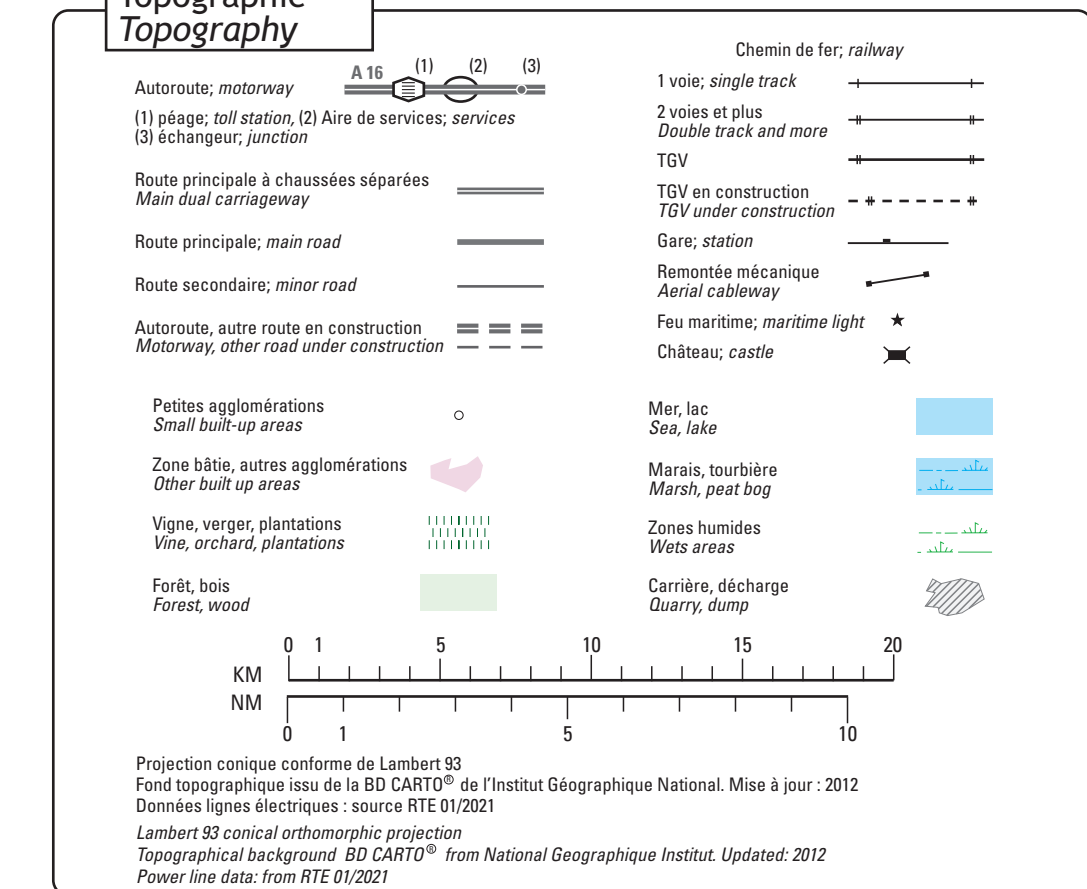 Topographie
Topography
Autoroute; motorway
A 16
(1) (2) (3)
(1) péage; toll station, (2) Aire de services; services
(3) échangeur; junction
Route principale à chaussées séparées
Main dual carriageway
Route principale; main road
Route secondaire; minor road
Autoroute, autre route en construction
Motorway, other road under construction
Chemin de fer; railway
1 voie; single track
2 voies et plus
Double track and more
TGV
TGV en construction
TGV under construction
Gare; station
Remontée mécanique
Aerial cableway
Feu maritime; maritime light
Château; castle
Petites agglomérations
Small built-up areas
Zone bâtie, autres agglomérations
Other built up areas
Vigne, verger, plantations
Vine, orchard, plantations
Forêt, bois
Forest, wood
Mer, lac
Sea, lake
Marais, tourbière
Marsh, peat bog
Zones humides
Wets areas
Carrière, décharge
Quarry, dump
0 1 5 10 15 20
KM
NM
0 1 5 10
Projection conique conforme de Lambert 93
Fond topographique issu de la BD CARTO® de l'Institut Géographique National. Mise à jour : 2012
Données lignes électriques : source RTE 01/2021
Lambert 93 conical orthomorphic projection
Topographical background BD CARTO® from National Geographique Institut. Updated: 2012
Power line data: from RTE 01/2021